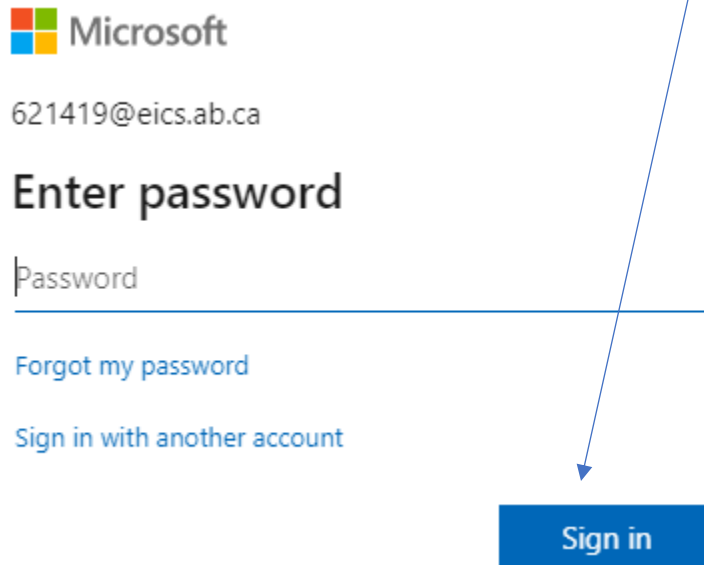 Microsoft
621419@eics.ab.ca
Enter password
Password
Forgot my password
Sign in with another account
Sign in